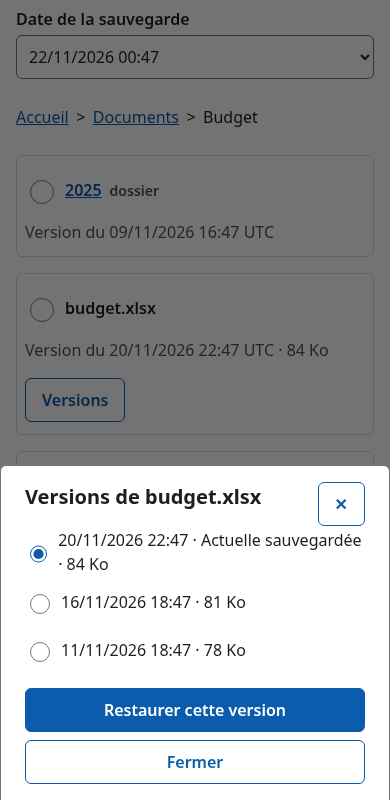 Date de la sauvegarde
22/11/2026 00:47
Accueil > Documents > Budget
2025 dossier
Version du 09/11/2026 16:47 UTC
budget.xlsx
Version du 20/11/2026 22:47 UTC · 84 Ko
Versions
Versions de budget.xlsx
×
20/11/2026 22:47 · Actuelle sauvegardée
· 84 Ko
16/11/2026 18:47 · 81 Ko
11/11/2026 18:47 · 78 Ko
Restaurer cette version
Fermer